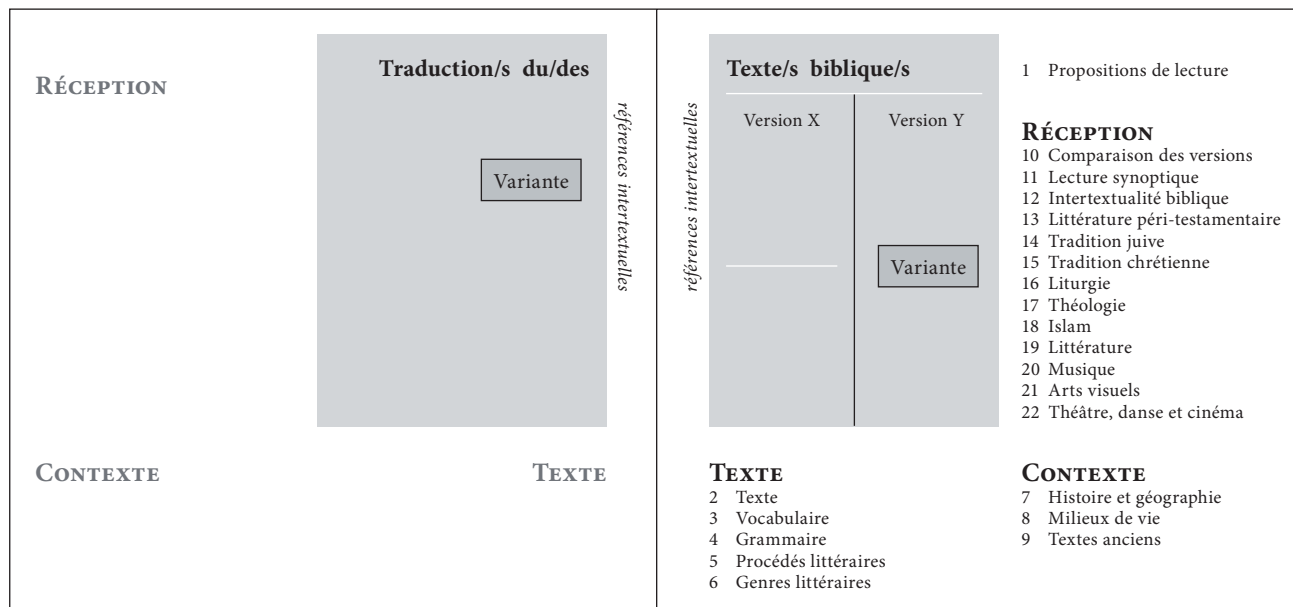 RÉCEPTION
Traduction/s du/des
Variante
références intertextuelles
CONTEXTE
TEXTE
références intertextuelles
Texte/s biblique/s
Version X
Version Y
Variante
1 Propositions de lecture
RÉCEPTION
10 Comparaison des versions
11 Lecture synoptique
12 Intertextualité biblique
13 Littérature péri-testamentaire
14 Tradition juive
15 Tradition chrétienne
16 Liturgie
17 Théologie
18 Islam
19 Littérature
20 Musique
21 Arts visuels
22 Théâtre, danse et cinéma
TEXTE
2 Texte
3 Vocabulaire
4 Grammaire
5 Procédés littéraires
6 Genres littéraires
CONTEXTE
7 Histoire et géographie
8 Milieux de vie
9 Textes anciens